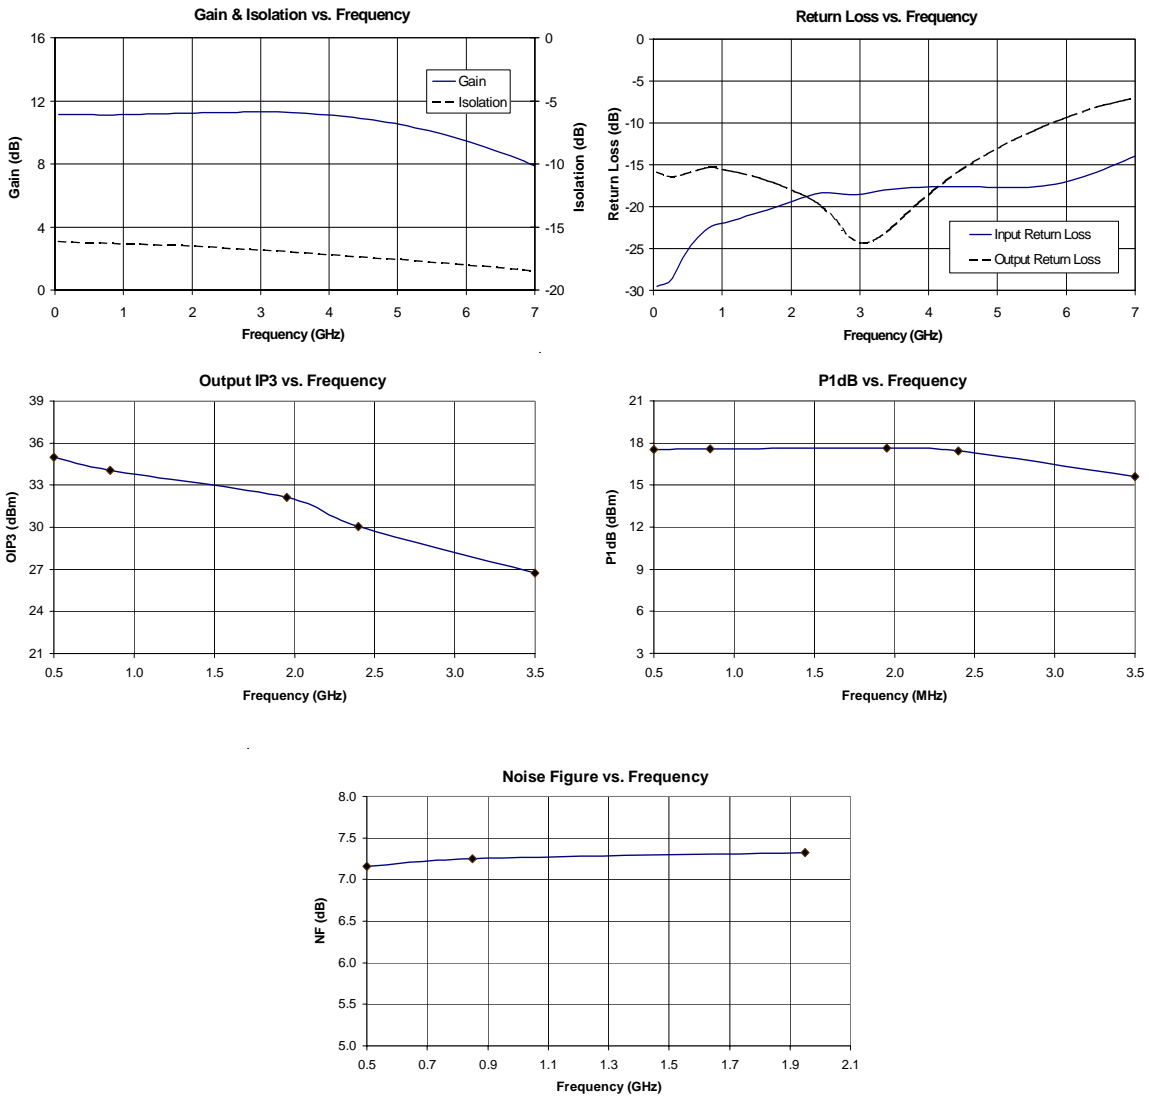 Gain & Isolation vs. Frequency
16
12
8
4
0
Gain (dB)
0
-5
-10
-15
-20
Isolation (dB)
Gain
Isolation
0 1 2 3 4 5 6 7
Frequency (GHz)
Return Loss vs. Frequency
0
-5
-10
-15
-20
-25
-30
Return Loss (dB)
Input Return Loss
Output Return Loss
0 1 2 3 4 5 6 7
Frequency (GHz)
Output IP3 vs. Frequency
39
36
33
30
27
24
21
OIP3 (dBm)
0.5 1.0 1.5 2.0 2.5 3.0 3.5
Frequency (GHz)
P1dB vs. Frequency
21
18
15
12
9
6
3
P1dB (dBm)
0.5 1.0 1.5 2.0 2.5 3.0 3.5
Frequency (MHz)
Noise Figure vs. Frequency
8.0
7.5
7.0
6.5
6.0
5.5
5.0
NF (dB)
0.5 0.7 0.9 1.1 1.3 1.5 1.7 1.9 2.1
Frequency (GHz)